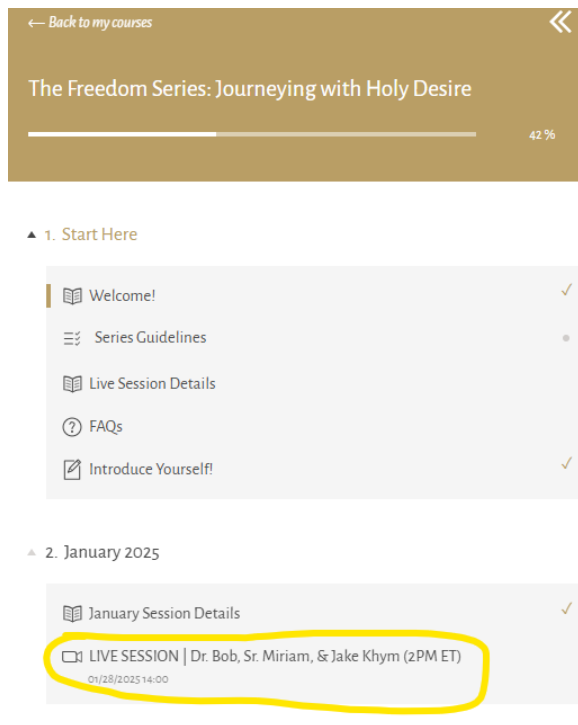 ← Back to my courses
The Freedom Series: Journeying with Holy Desire
42 %
1. Start Here
Welcome!
Series Guidelines
Live Session Details
FAQs
Introduce Yourself!
2. January 2025
January Session Details
LIVE SESSION | Dr. Bob, Sr. Miriam, & Jake Khym (2PM ET)
01/28/2025 14:00